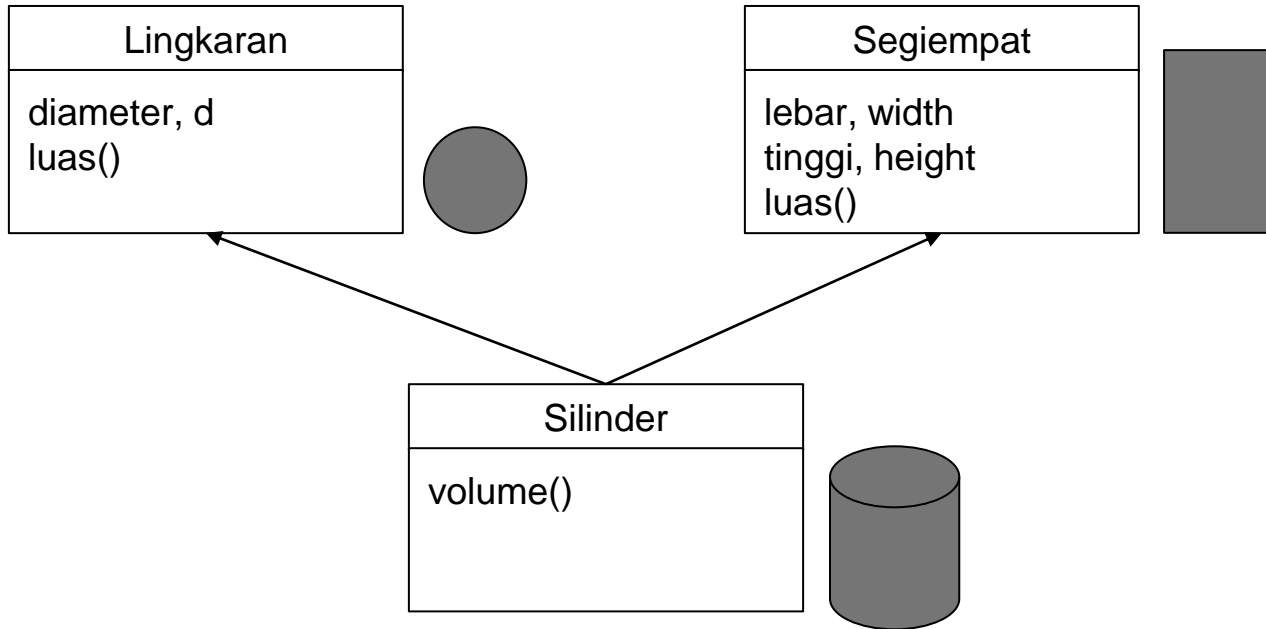 Lingkaran
diameter, d
luas()
Segiempat
lebar, width
tinggi, height
luas()
Silinder
volume()